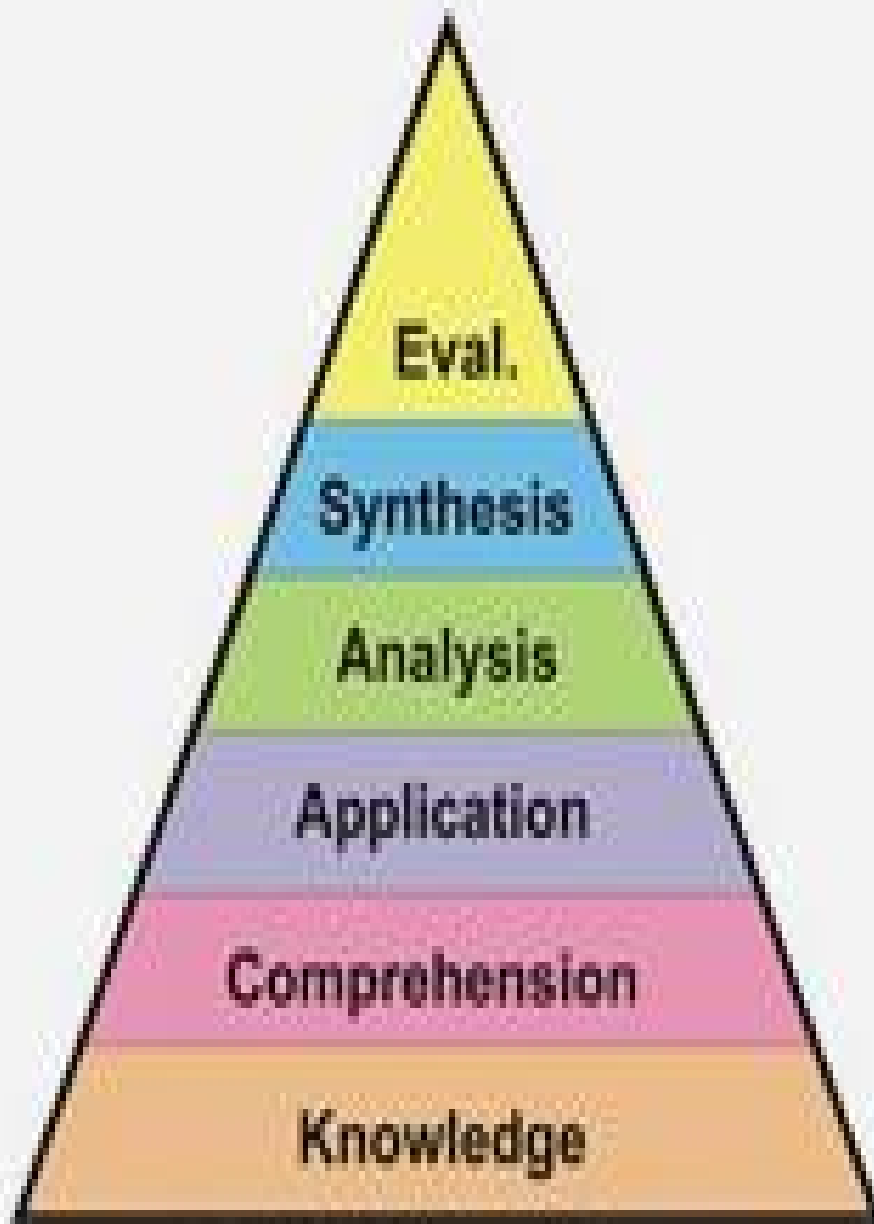 Eval.
Synthesis
Analysis
Application
Comprehension
Knowledge